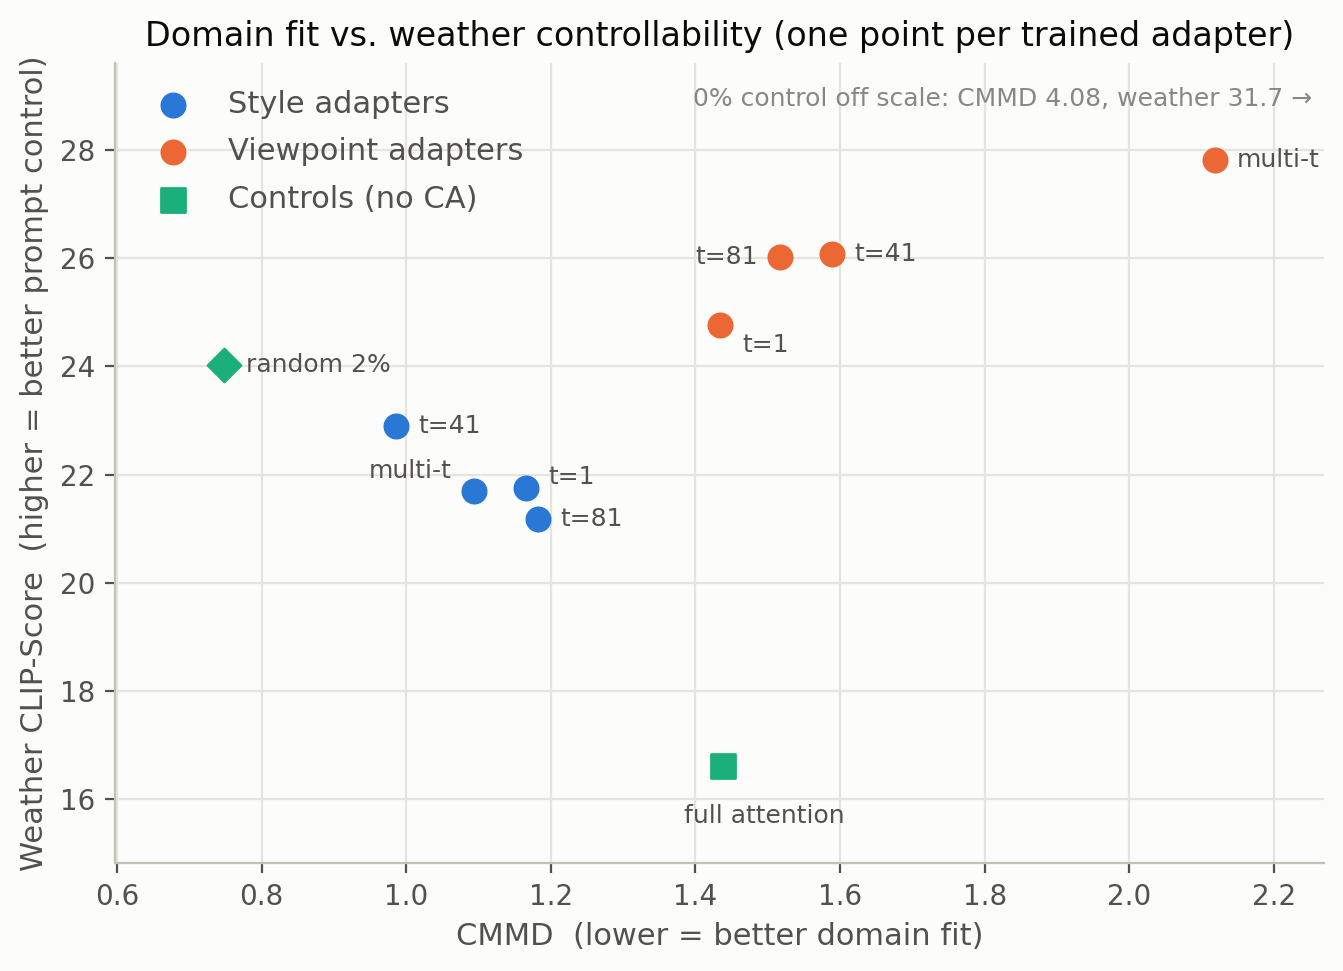 Domain fit vs. weather controllability (one point per trained adapter)
Weather CLIP-Score (higher = better prompt control)
Style adapters
Viewpoint adapters
Controls (no CA)
0% control off scale: CMMD 4.08, weather 31.7 →
multi-t
t=81
t=41
t=1
random 2%
t=41
multi-t
t=1
t=81
full attention
28
26
24
22
20
18
16
0.6 0.8 1.0 1.2 1.4 1.6 1.8 2.0 2.2
CMMD (lower = better domain fit)